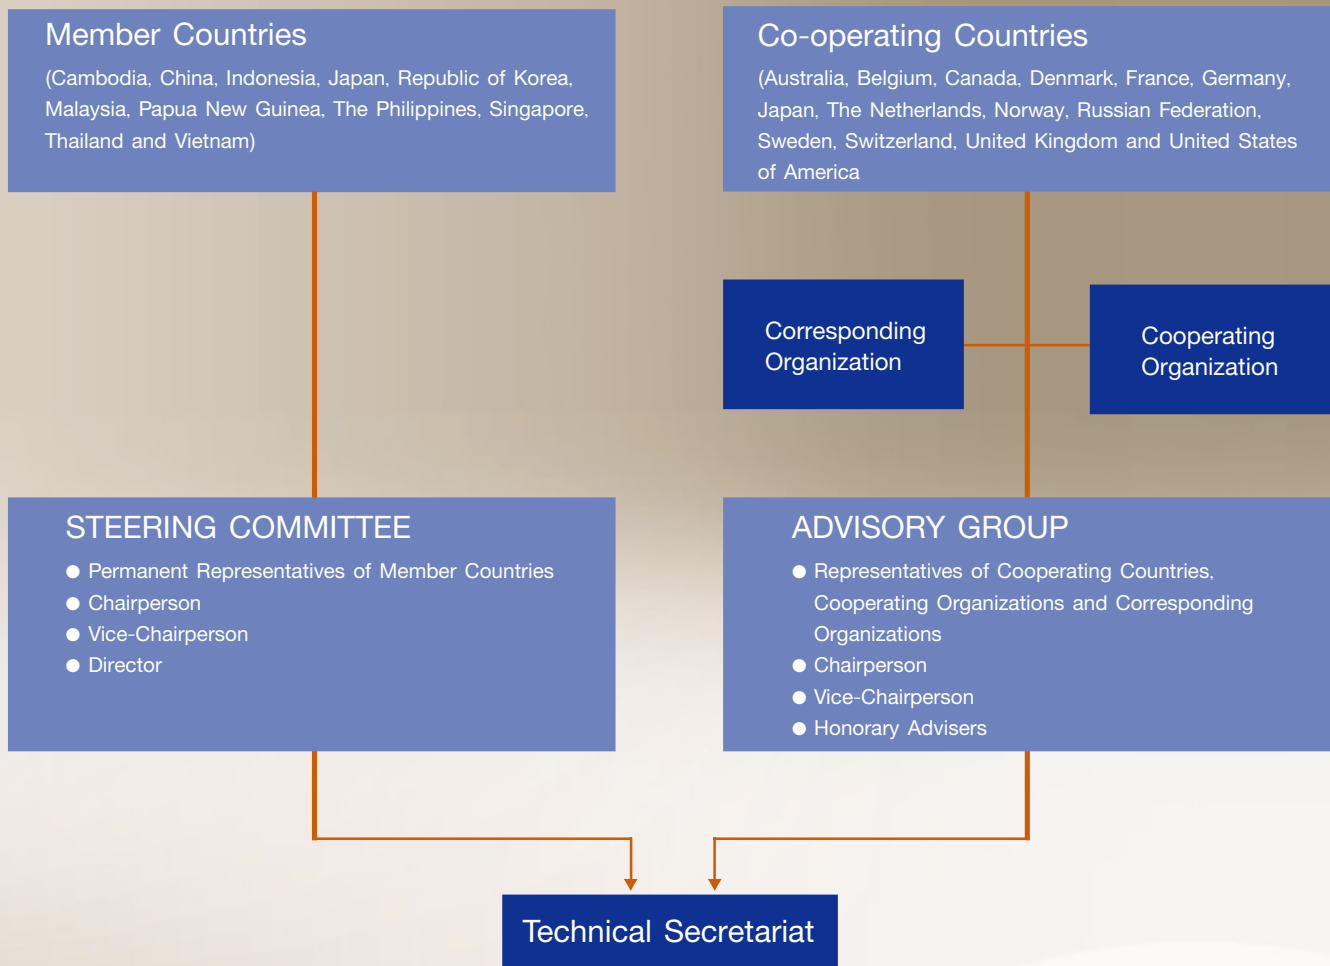 Member Countries
(Cambodia, China, Indonesia, Japan, Republic of Korea,
Malaysia, Papua New Guinea, The Philippines, Singapore,
Thailand and Vietnam)
Co-operating Countries
(Australia, Belgium, Canada, Denmark, France, Germany,
Japan, The Netherlands, Norway, Russian Federation,
Sweden, Switzerland, United Kingdom and United States
of America
Corresponding
Organization
Cooperating
Organization
STEERING COMMITTEE
● Permanent Representatives of Member Countries
● Chairperson
● Vice-Chairperson
● Director
ADVISORY GROUP
● Representatives of Cooperating Countries,
Cooperating Organizations and Corresponding
Organizations
● Chairperson
● Vice-Chairperson
● Honorary Advisers
Technical Secretariat